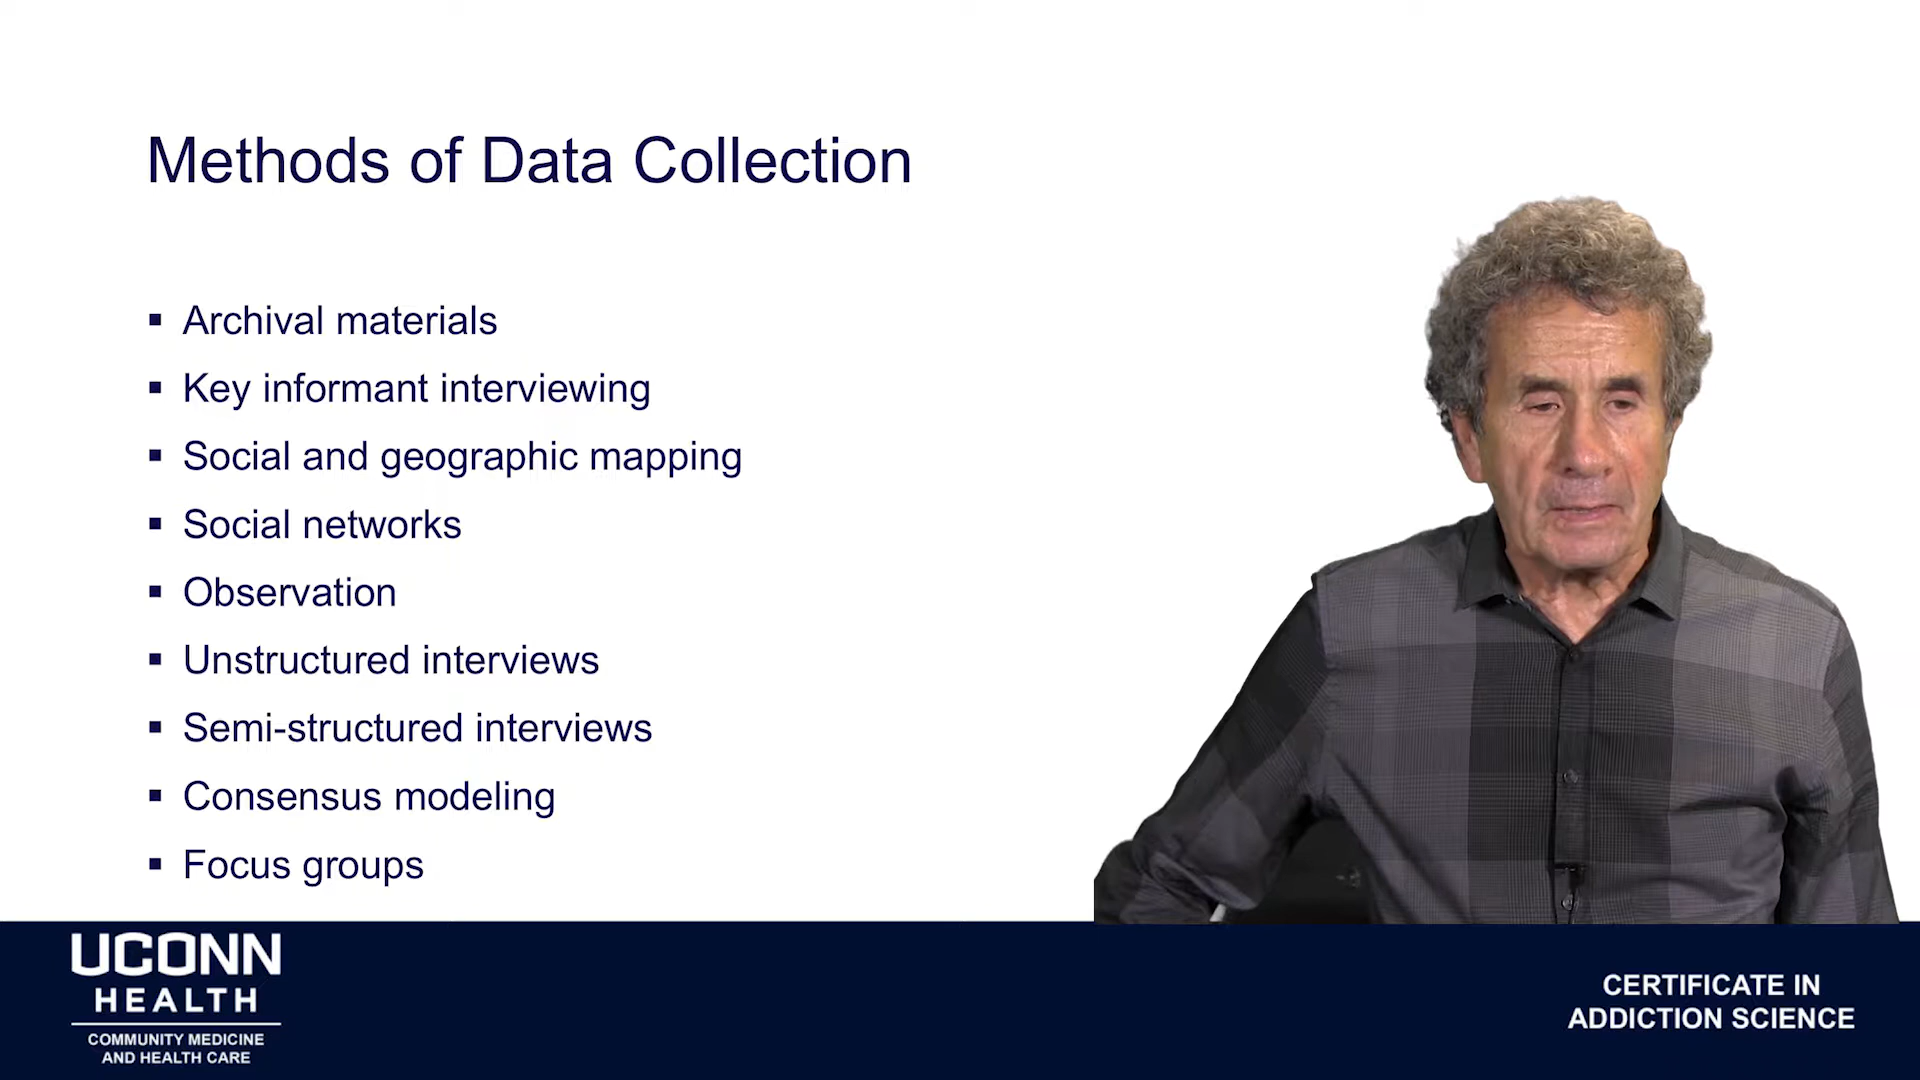 Methods of Data Collection
▪ Archival materials
▪ Key informant interviewing
▪ Social and geographic mapping
▪ Social networks
▪ Observation
▪ Unstructured interviews
▪ Semi-structured interviews
▪ Consensus modeling
▪ Focus groups
UCONN
HEALTH
COMMUNITY MEDICINE
AND HEALTH CARE
CERTIFICATE IN
ADDICTION SCIENCE